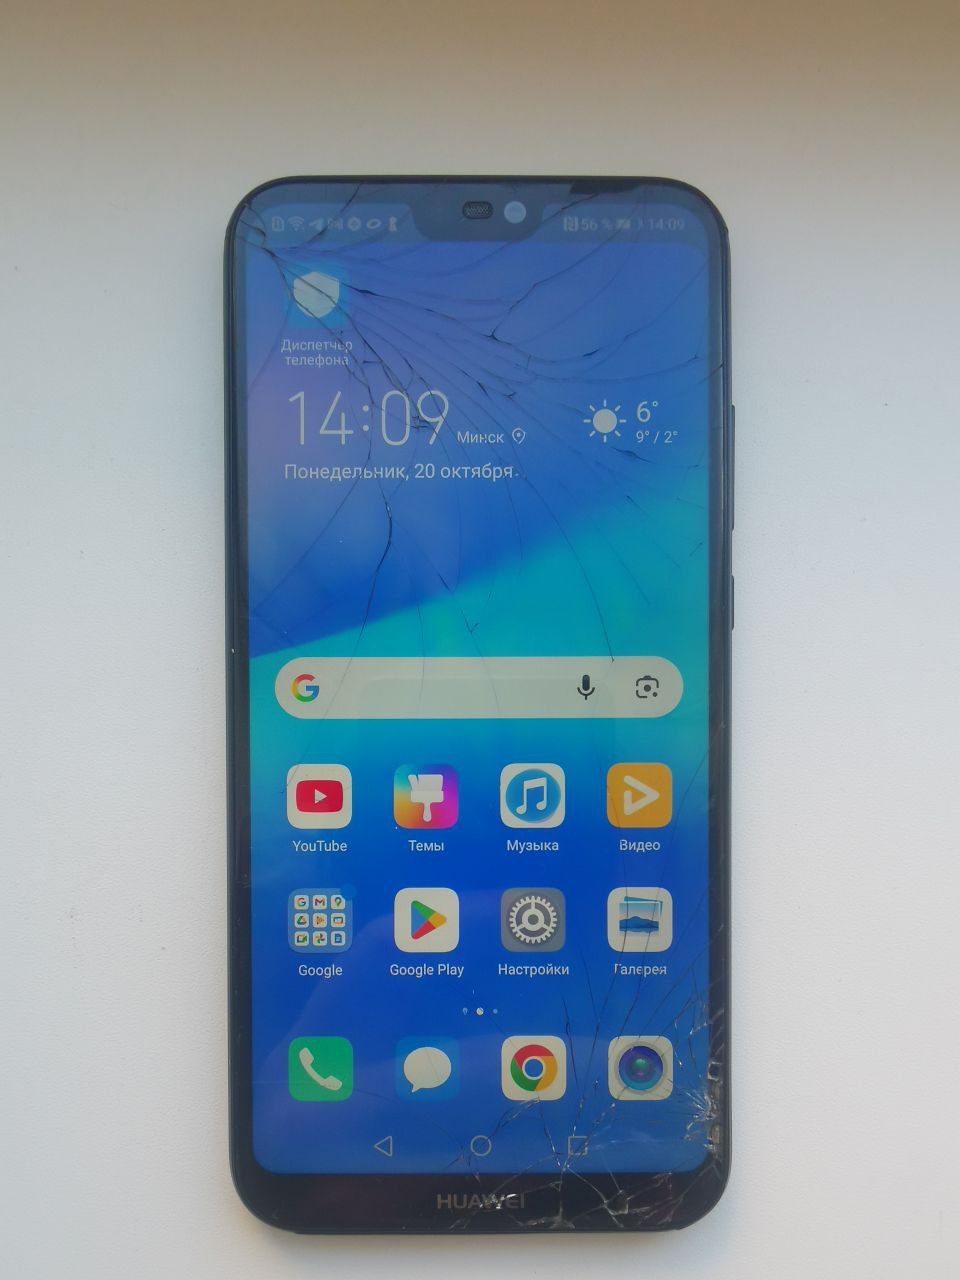 56 % 14:09
Диспетчер
телефона
14:09 Минск
6°
9° / 2°
Понедельник, 20 октября
YouTube
Темы
Музыка
Видео
Google
Google Play
Настройки
Галерея
HUAWEI